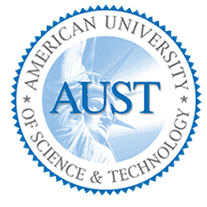 AMERICAN UNIVERSITY
OF SCIENCE & TECHNOLOGY
AUST